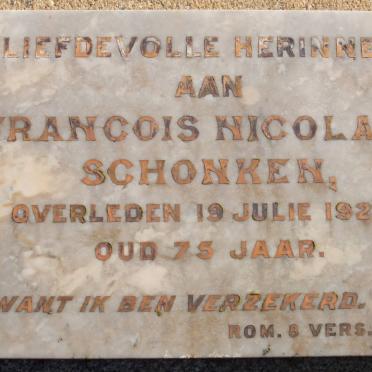 LIEFDEVOLLE HERINNE
AAN
FRANCOIS NICOLA
SCHONKEN,
OVERLEDEN 19 JULIE 192
OUD 75 JAAR.
WANT IK BEN VERZEKERD.
ROM. 8 VERS.